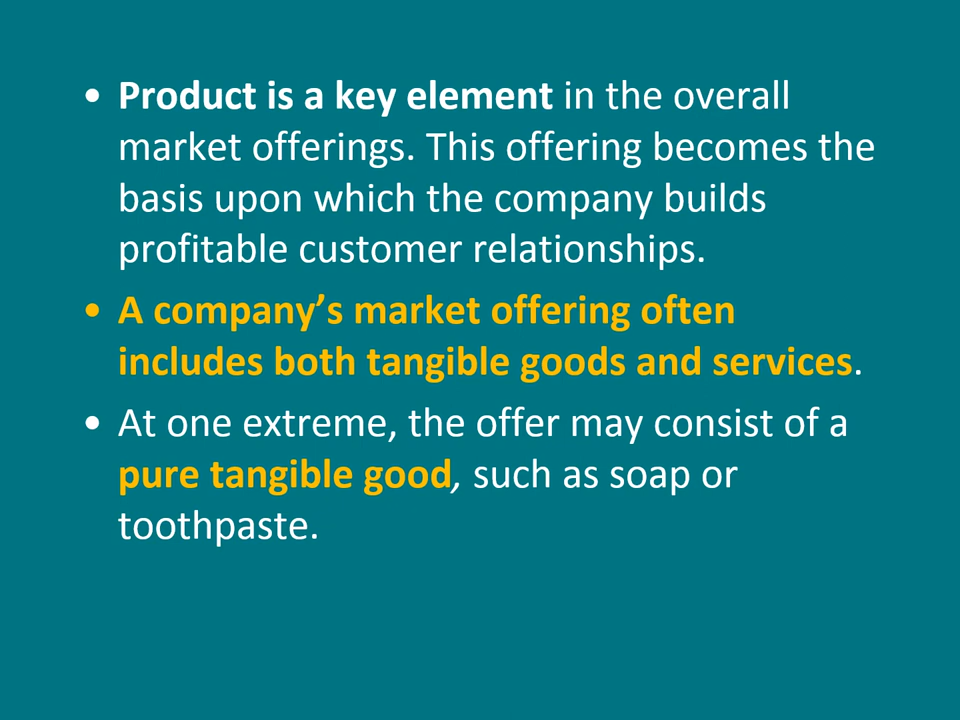 • Product is a key element in the overall
market offerings. This offering becomes the
basis upon which the company builds
profitable customer relationships.
• A company’s market offering often
includes both tangible goods and services.
• At one extreme, the offer may consist of a
pure tangible good, such as soap or
toothpaste.